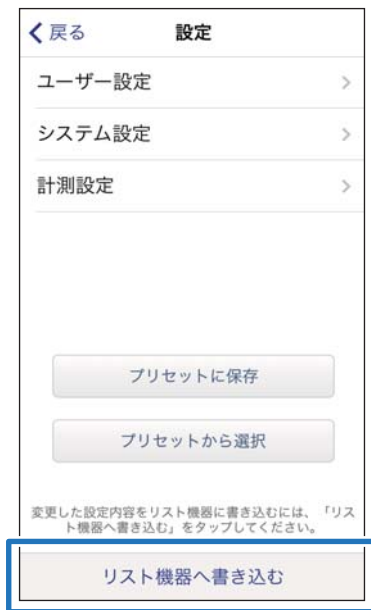 戻る 設定
ユーザー設定
システム設定
計測設定
プリセットに保存
プリセットから選択
変更した設定内容をリスト機器に書き込むには、「リス
ト機器へ書き込む」をタップしてください。
リスト機器へ書き込む